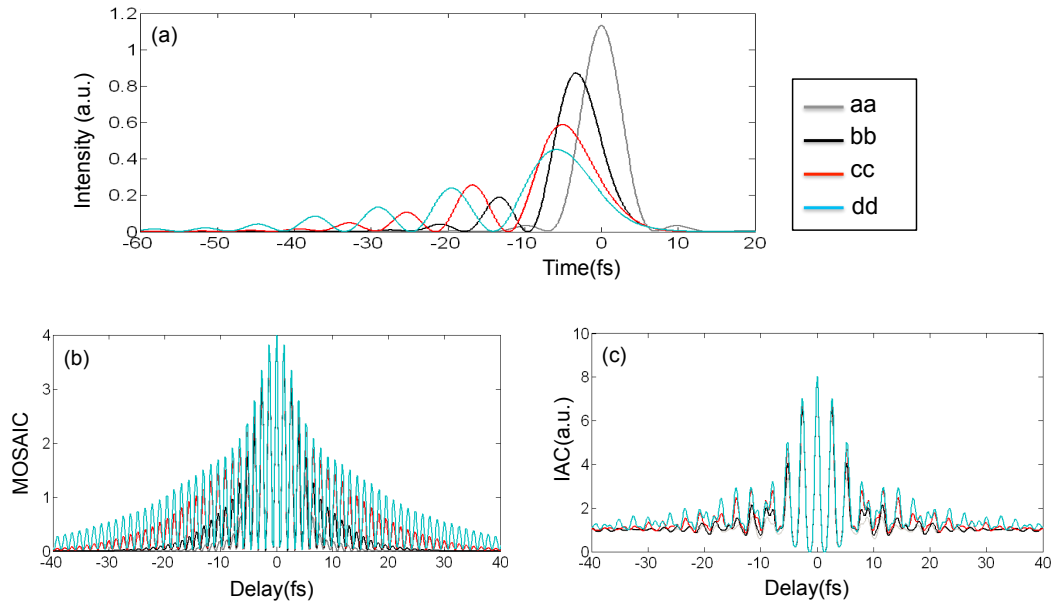 (a)
Intensity (a.u.)
1.2
1
0.8
0.6
0.4
0.2
0
-60 -50 -40 -30 -20 -10 0 10 20
Time(fs)
aa
bb
cc
dd
(b)
MOSAIC
4
3
2
1
0
-40 -30 -20 -10 0 10 20 30 40
Delay(fs)
(c)
IAC(a.u.)
10
8
6
4
2
0
-40 -30 -20 -10 0 10 20 30 40
Delay(fs)